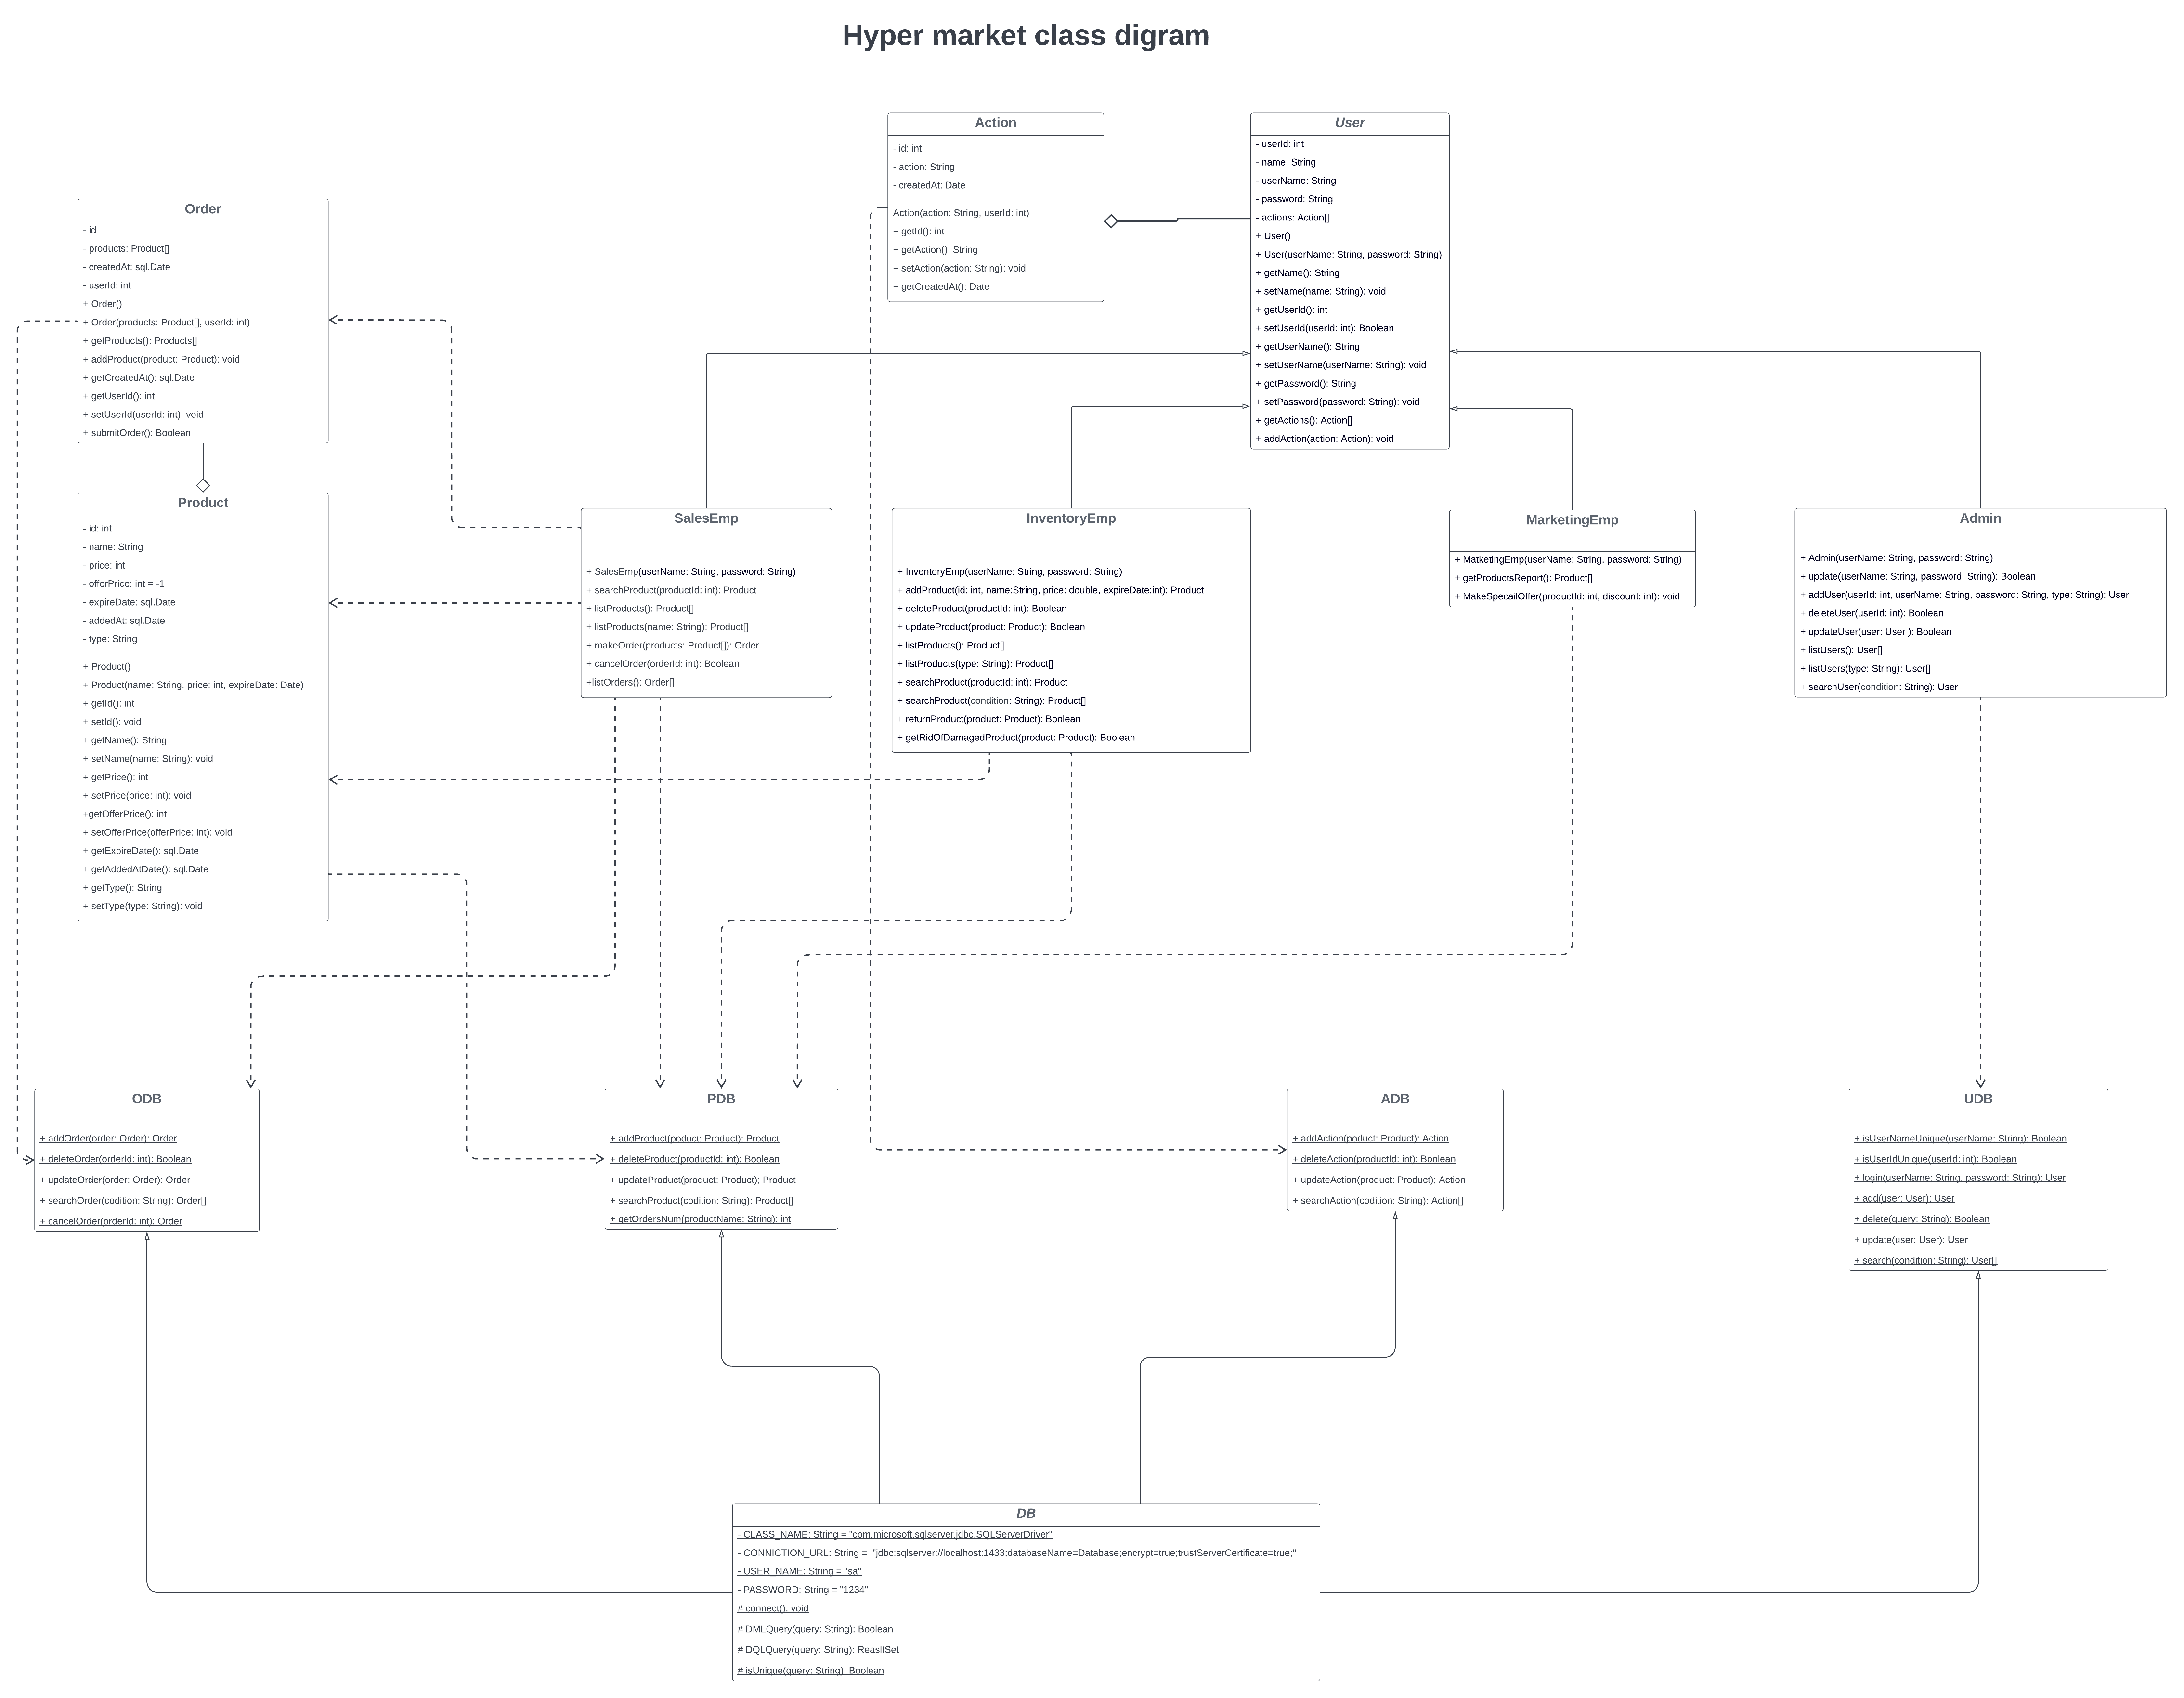 Hyper market class digram
Action
- id: int
- action: String
- createdAt: Date
Action(action: String, userId: int)
+ getId(): int
+ getAction(): String
+ setAction(action: String): void
+ getCreatedAt(): Date
User
- userId: int
- name: String
- userName: String
- password: String
- actions: Action[]
+ User()
+ User(userName: String, password: String)
+ getName(): String
+ setName(name: String): void
+ getUserId(): int
+ setUserId(userId: int): Boolean
+ getUserName(): String
+ setUserName(userName: String): void
+ getPassword(): String
+ setPassword(password: String): void
+ getActions(): Action[]
+ addAction(action: Action): void
Order
- id
- products: Product[]
- createdAt: sql.Date
- userId: int
+ Order()
+ Order(products: Product[], userId: int)
+ getProducts(): Products[]
+ addProduct(product: Product): void
+ getCreatedAt(): sql.Date
+ getUserId(): int
+ setUserId(userId: int): void
+ submitOrder(): Boolean
Product
- id: int
- name: String
- price: int
- offerPrice: int = -1
- expireDate: sql.Date
- addedAt: sql.Date
- type: String
+ Product()
+ Product(name: String, price: int, expireDate: Date)
+ getId(): int
+ setId(): void
+ getName(): String
+ setName(name: String): void
+ getPrice(): int
+ setPrice(price: int): void
+getOfferPrice(): int
+ setOfferPrice(offerPrice: int): void
+ getExpireDate(): sql.Date
+ getAddedAtDate(): sql.Date
+ getType(): String
+ setType(type: String): void
SalesEmp
+ SalesEmp(userName: String, password: String)
+ searchProduct(productId: int): Product
+ listProducts(): Product[]
+ listProducts(name: String): Product[]
+ makeOrder(products: Product[]): Order
+ cancelOrder(orderId: int): Boolean
+listOrders(): Order[]
InventoryEmp
+ InventoryEmp(userName: String, password: String)
+ addProduct(id: int, name:String, price: double, expireDate:int): Product
+ deleteProduct(productId: int): Boolean
+ updateProduct(product: Product): Boolean
+ listProducts(): Product[]
+ listProducts(type: String): Product[]
+ searchProduct(productId: int): Product
+ searchProduct(condition: String): Product[]
+ returnProduct(product: Product): Boolean
+ getRidOfDamagedProduct(product: Product): Boolean
MarketingEmp
+ MatketingEmp(userName: String, password: String)
+ getProductsReport(): Product[]
+ MakeSpecailOffer(productId: int, discount: int): void
Admin
+ Admin(userName: String, password: String)
+ update(userName: String, password: String): Boolean
+ addUser(userId: int, userName: String, password: String, type: String): User
+ deleteUser(userId: int): Boolean
+ updateUser(user: User ): Boolean
+ listUsers(): User[]
+ listUsers(type: String): User[]
+ searchUser(condition: String): User
ODB
+ addOrder(order: Order): Order
+ deleteOrder(orderId: int): Boolean
+ updateOrder(order: Order): Order
+ searchOrder(codition: String): Order[]
+ cancelOrder(orderId: int): Order
PDB
+ addProduct(poduct: Product): Product
+ deleteProduct(productId: int): Boolean
+ updateProduct(product: Product); Product
+ searchProduct(codition: String): Product[]
+ getOrdersNum(productName: String): int
ADB
+ addAction(poduct: Product): Action
+ deleteAction(productId: int): Boolean
+ updateAction(product: Product); Action
+ searchAction(codition: String): Action[]
UDB
+ isUserNameUnique(userName: String): Boolean
+ isUserIdUnique(userId: int): Boolean
+ login(userName: String, password: String): User
+ add(user: User): User
+ delete(query: String): Boolean
+ update(user: User): User
+ search(condition: String): User[]
DB
- CLASS_NAME: String = "com.microsoft.sqlserver.jdbc.SQLServerDriver"
- CONNICTION_URL: String = "jdbc:sqlserver://localhost:1433;databaseName=Database;encrypt=true;trustServerCertificate=true;"
- USER_NAME: String = "sa"
- PASSWORD: String = "1234"
# connect(): void
# DMLQuery(query: String): Boolean
# DQLQuery(query: String): ReasltSet
# isUnique(query: String): Boolean